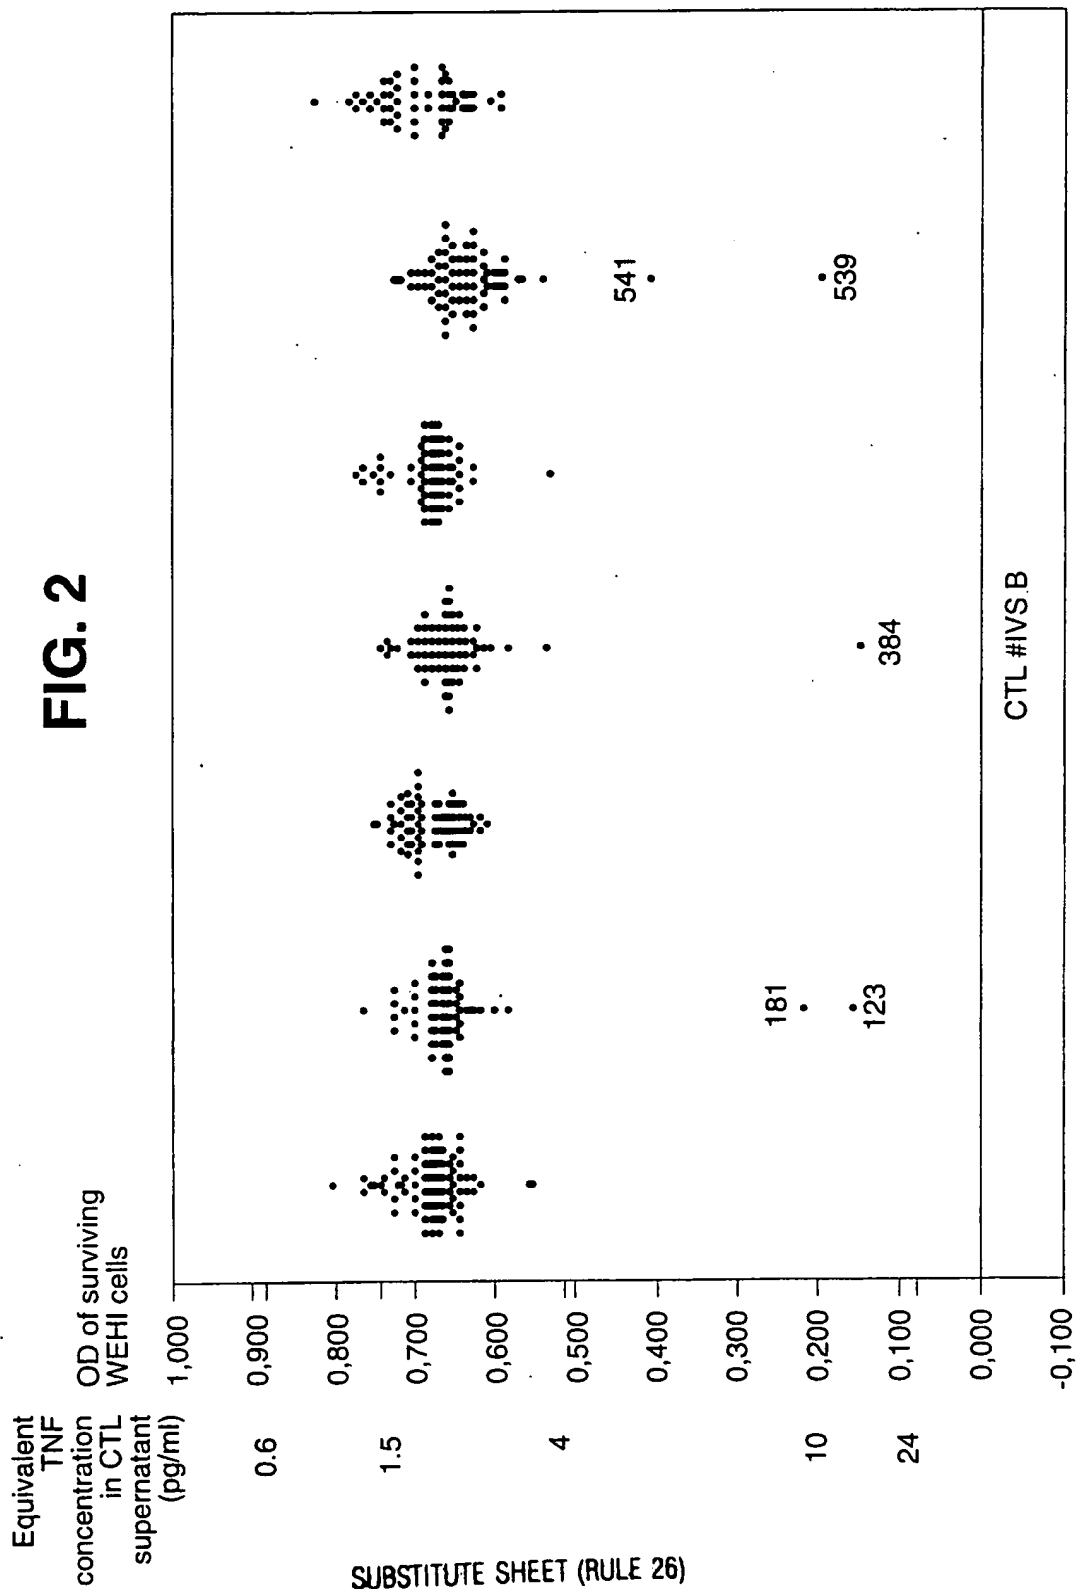 FIG. 2
Equivalent
TNF
concentration
in CTL
supernatant
(pg/ml)
OD of surviving
WEHI cells
1,000
0.6
0,900
0,800
1.5
0,700
0,600
4
0,500
0,400
0,300
10
0,200
24
0,100
0,000
-0,100
181
123
384
541
539
CTL #IVS.B
SUBSTITUTE SHEET (RULE 26)